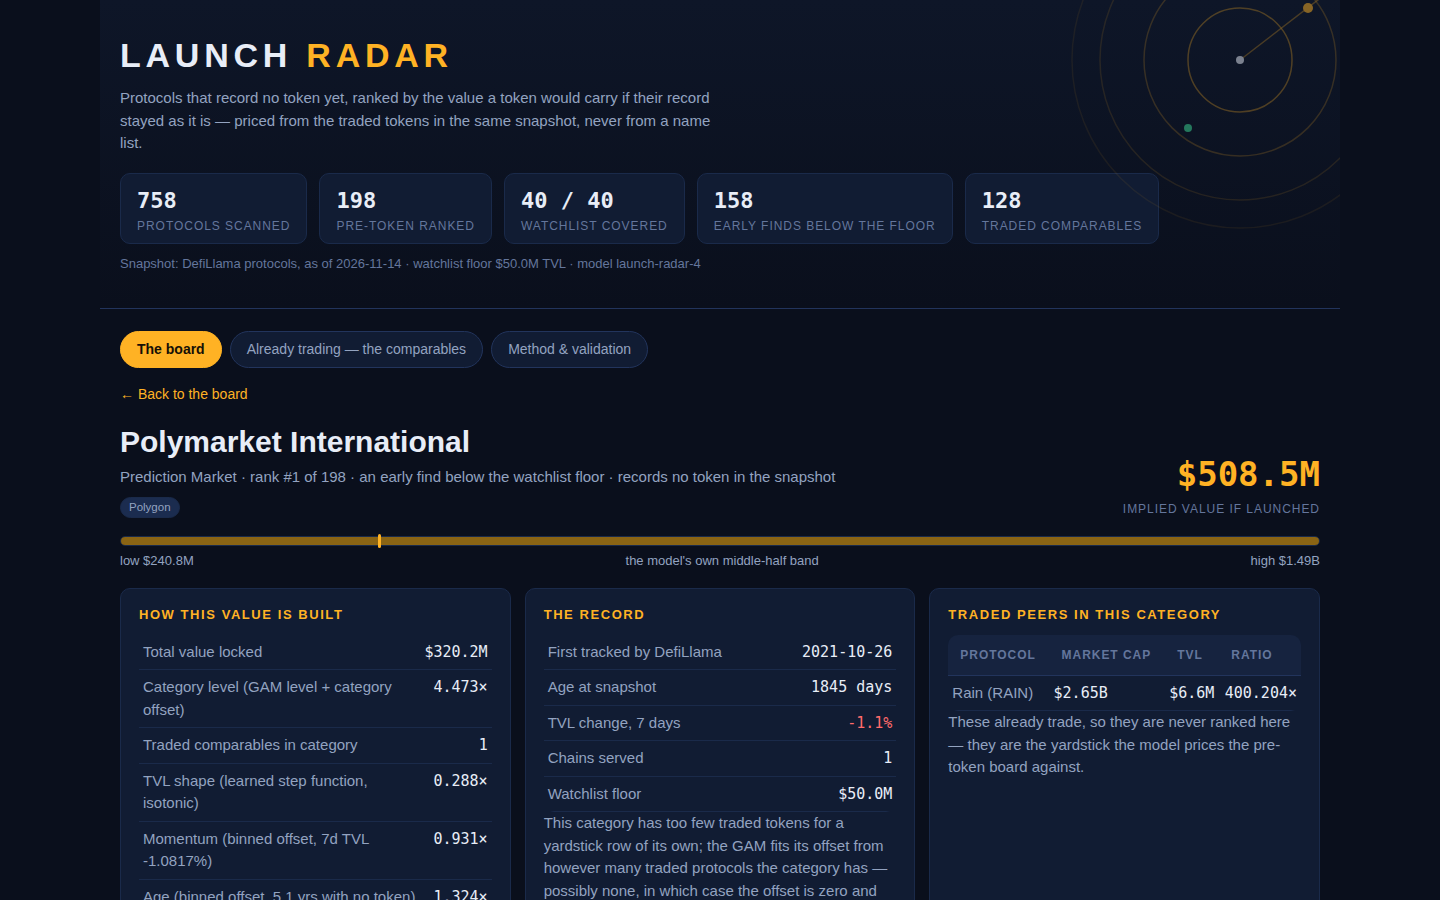 LAUNCH RADAR
Protocols that record no token yet, ranked by the value a token would carry if their record
stayed as it is — priced from the traded tokens in the same snapshot, never from a name
list.
758
PROTOCOLS SCANNED
198
PRE-TOKEN RANKED
40 / 40
WATCHLIST COVERED
158
EARLY FINDS BELOW THE FLOOR
128
TRADED COMPARABLES
Snapshot: DefiLlama protocols, as of 2026-11-14 · watchlist floor $50.0M TVL · model launch-radar-4
The board
Already trading — the comparables
Method & validation
← Back to the board
Polymarket International
Prediction Market · rank #1 of 198 · an early find below the watchlist floor · records no token in the snapshot
Polygon
$508.5M
IMPLIED VALUE IF LAUNCHED
low $240.8M
the model's own middle-half band
high $1.49B
HOW THIS VALUE IS BUILT
Total value locked $320.2M
Category level (GAM level + category 4.473×
offset)
Traded comparables in category 1
TVL shape (learned step function, 0.288×
isotonic)
Momentum (binned offset, 7d TVL 0.931×
-1.0817%)
Age (binned offset, 5.1 yrs with no token) 1.324×
THE RECORD
First tracked by DefiLlama 2021-10-26
Age at snapshot 1845 days
TVL change, 7 days -1.1%
Chains served 1
Watchlist floor $50.0M
This category has too few traded tokens for a
yardstick row of its own; the GAM fits its offset from
however many traded protocols the category has —
possibly none, in which case the offset is zero and
TRADED PEERS IN THIS CATEGORY
PROTOCOL MARKET CAP TVL RATIO
Rain (RAIN) $2.65B $6.6M 400.204×
These already trade, so they are never ranked here
— they are the yardstick the model prices the pre-
token board against.